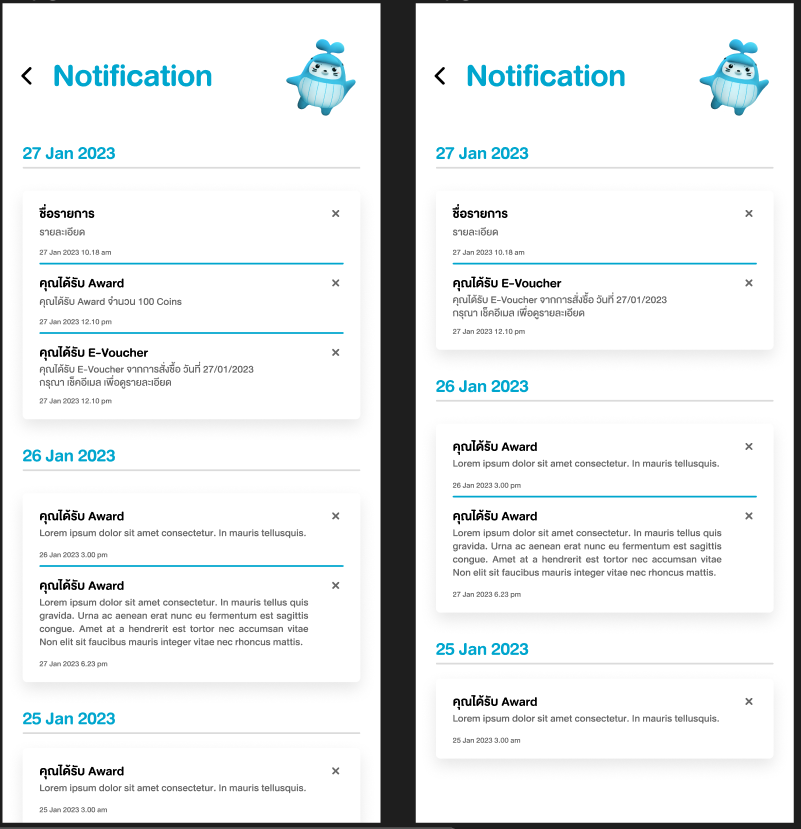 Notification
27 Jan 2023
ชื่อรายการ
รายละเอียด
27 Jan 2023 10.18 am
คุณได้รับ Award
คุณได้รับ Award จำนวน 100 Coins
27 Jan 2023 12.10 pm
คุณได้รับ E-Voucher
คุณได้รับ E-Voucher จากการสั่งซื้อ วันที่ 27/01/2023
กรุณา เช็คอีเมล เพื่อดูรายละเอียด
27 Jan 2023 12.10 pm
26 Jan 2023
คุณได้รับ Award
Lorem ipsum dolor sit amet consectetur. In mauris tellusquis.
26 Jan 2023 3.00 pm
คุณได้รับ Award
Lorem ipsum dolor sit amet consectetur. In mauris tellus quis
gravida. Urna ac aenean erat nunc eu fermentum est sagittis
congue. Amet at a hendrerit est tortor nec accumsan vitae
Non elit sit faucibus mauris integer vitae nec rhoncus mattis.
27 Jan 2023 6.23 pm
25 Jan 2023
คุณได้รับ Award
Lorem ipsum dolor sit amet consectetur. In mauris tellusquis.
25 Jan 2023 3.00 am
Notification
27 Jan 2023
ชื่อรายการ
รายละเอียด
27 Jan 2023 10.18 am
คุณได้รับ E-Voucher
คุณได้รับ E-Voucher จากการสั่งซื้อ วันที่ 27/01/2023
กรุณา เช็คอีเมล เพื่อดูรายละเอียด
27 Jan 2023 12.10 pm
26 Jan 2023
คุณได้รับ Award
Lorem ipsum dolor sit amet consectetur. In mauris tellusquis.
26 Jan 2023 3.00 pm
คุณได้รับ Award
Lorem ipsum dolor sit amet consectetur. In mauris tellus quis
gravida. Urna ac aenean erat nunc eu fermentum est sagittis
congue. Amet at a hendrerit est tortor nec accumsan vitae
Non elit sit faucibus mauris integer vitae nec rhoncus mattis.
27 Jan 2023 6.23 pm
25 Jan 2023
คุณได้รับ Award
Lorem ipsum dolor sit amet consectetur. In mauris tellusquis.
25 Jan 2023 3.00 am